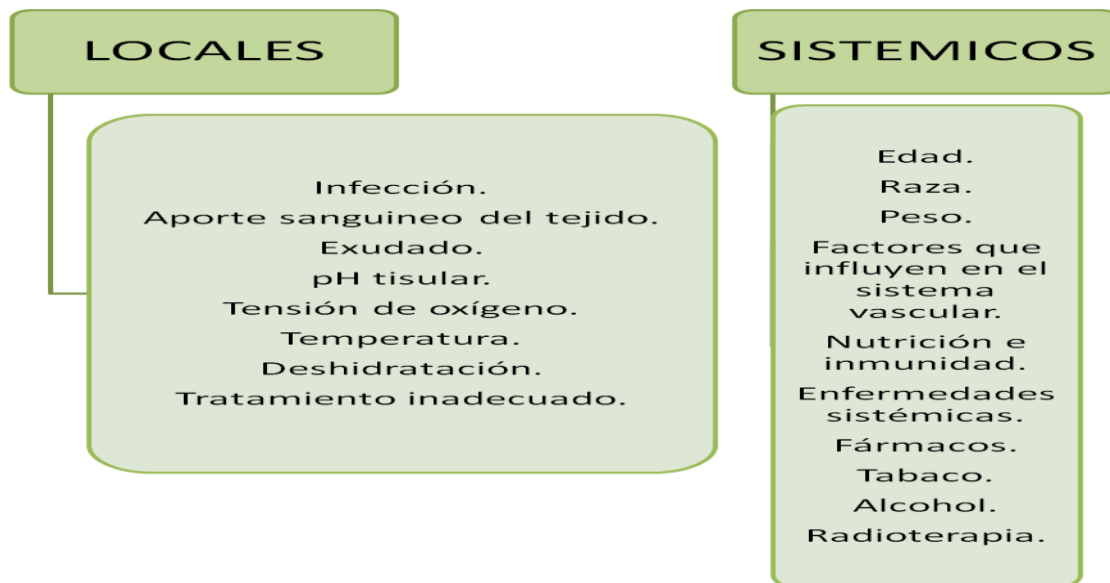 LOCALES
Infección.
Aporte sanguineo del tejido.
Exudado.
pH tisular.
Tensión de oxígeno.
Temperatura.
Deshidratación.
Tratamiento inadecuado.
SISTEMICOS
Edad.
Raza.
Peso.
Factores que
influyen en el
sistema
vascular.
Nutrición e
inmunidad.
Enfermedades
sistémicas.
Fármacos.
Tabaco.
Alcohol.
Radioterapia.